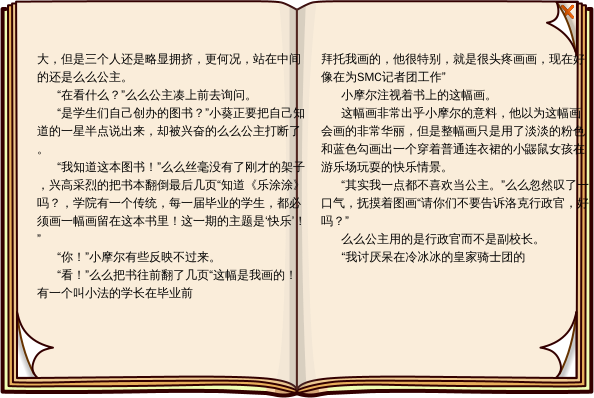 大，但是三个人还是略显拥挤，更何况，站在中间
的还是么么公主。
“在看什么？”么么公主凑上前去询问。
“是学生们自己创办的图书？”小葵正要把自己知
道的一星半点说出来，却被兴奋的么么公主打断了
。
“我知道这本图书！”么么丝毫没有了刚才的架子
，兴高采烈的把书本翻倒最后几页“知道《乐涂涂》
吗？，学院有一个传统，每一届毕业的学生，都必
须画一幅画留在这本书里！这一期的主题是‘快乐’！
”
“你！”小摩尔有些反映不过来。
“看！”么么把书往前翻了几页“这幅是我画的！
有一个叫小法的学长在毕业前
拜托我画的，他很特别，就是很头疼画画，现在好
像在为SMC记者团工作”
小摩尔注视着书上的这幅画。
这幅画非常出乎小摩尔的意料，他以为这幅画
会画的非常华丽，但是整幅画只是用了淡淡的粉色
和蓝色勾画出一个穿着普通连衣裙的小鼹鼠女孩在
游乐场玩耍的快乐情景。
“其实我一点都不喜欢当公主。”么么忽然叹了一
口气，抚摸着图画“请你们不要告诉洛克行政官，好
吗？”
么么公主用的是行政官而不是副校长。
“我讨厌呆在冷冰冰的皇家骑士团的